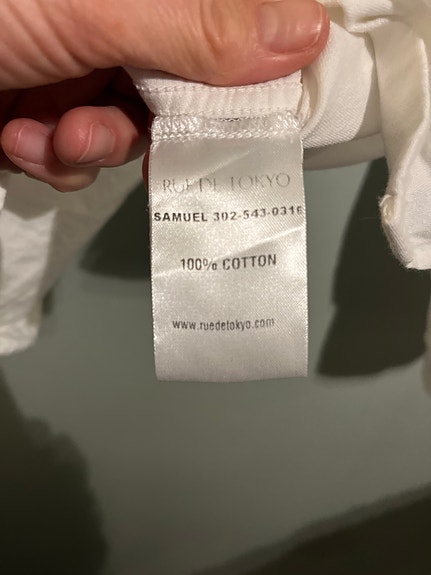 RUE DE TOKYO
SAMUEL 302-543-0316
100% COTTON
www.ruedetokyo.com